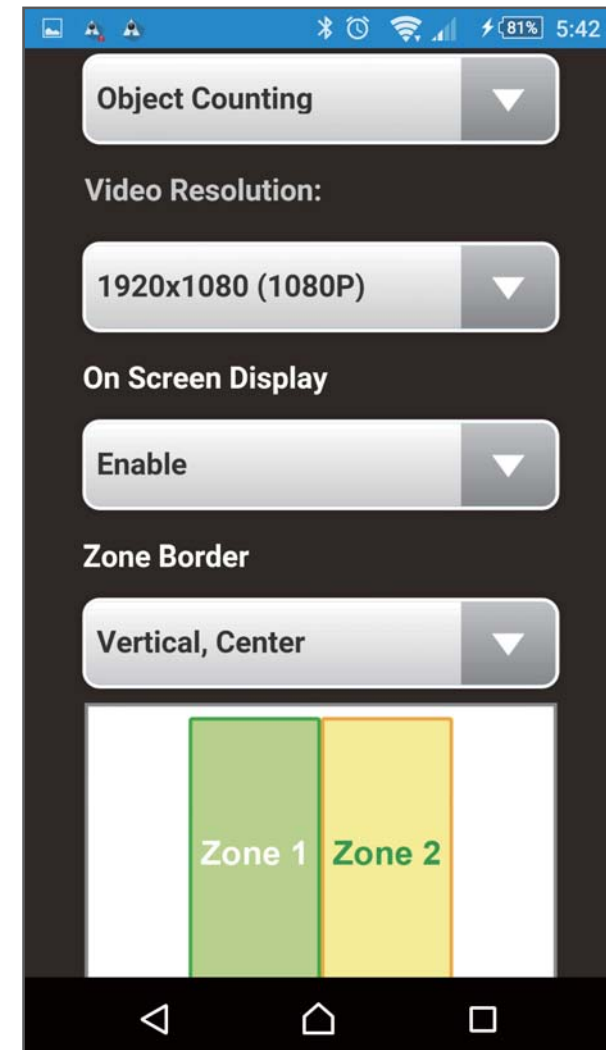 81% 5:42
Object Counting
Video Resolution:
1920x1080 (1080P)
On Screen Display
Enable
Zone Border
Vertical, Center
Zone 1 Zone 2